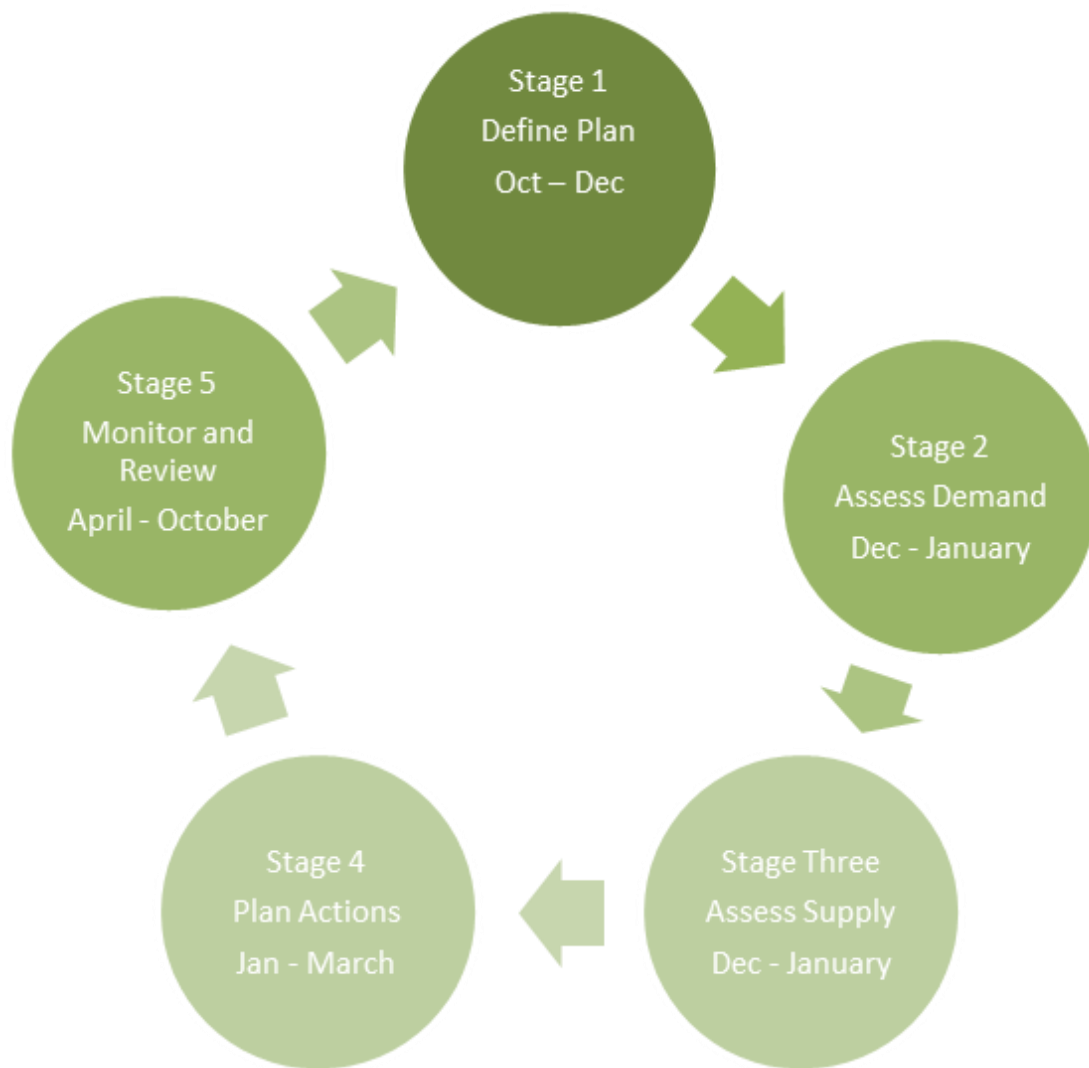 Stage 1
Define Plan
Oct – Dec
Stage 2
Assess Demand
Dec - January
Stage Three
Assess Supply
Dec - January
Stage 4
Plan Actions
Jan - March
Stage 5
Monitor and
Review
April - October